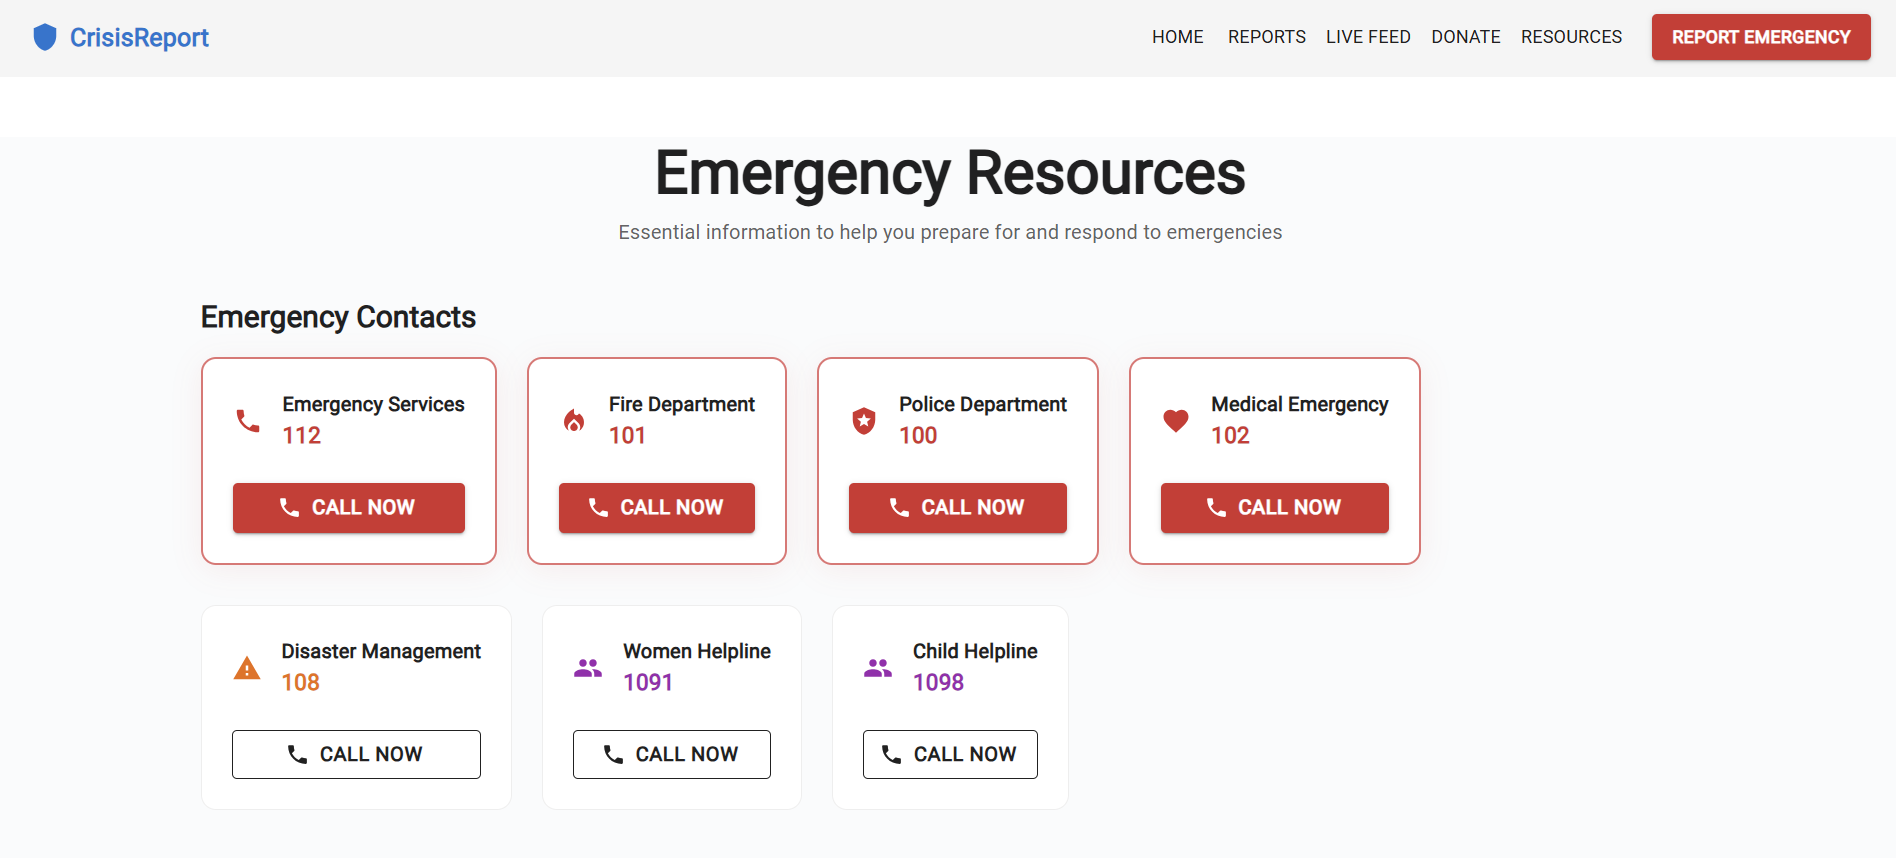 CrisisReport
HOME
REPORTS
LIVE FEED
DONATE
RESOURCES
REPORT EMERGENCY
Emergency Resources
Essential information to help you prepare for and respond to emergencies
Emergency Contacts
Emergency Services
112
CALL NOW
Fire Department
101
CALL NOW
Police Department
100
CALL NOW
Medical Emergency
102
CALL NOW
Disaster Management
108
CALL NOW
Women Helpline
1091
CALL NOW
Child Helpline
1098
CALL NOW